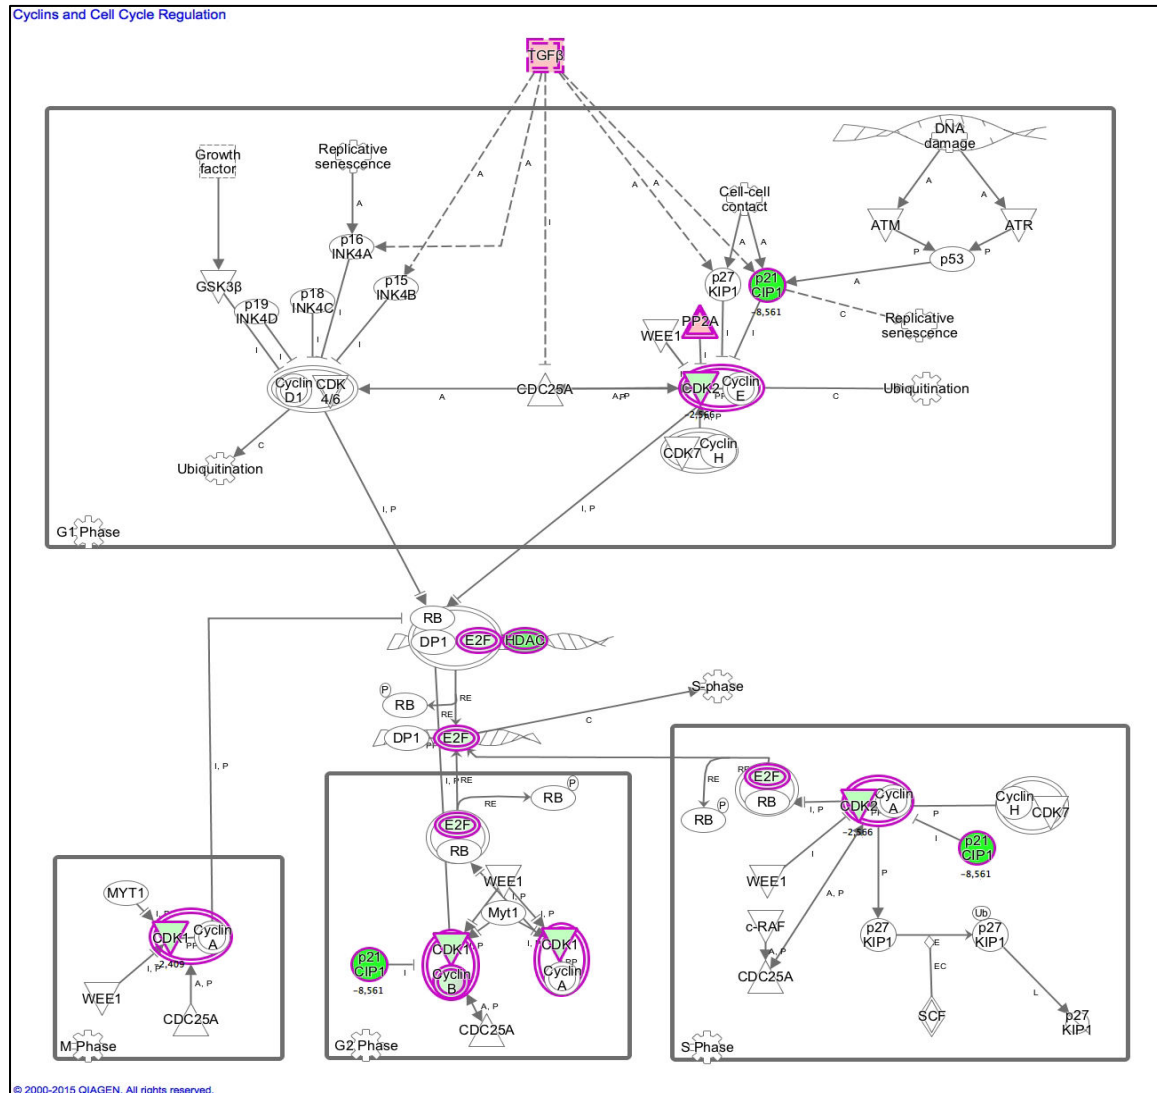 Cyclins and Cell Cycle Regulation
TGFβ
DNA
damage
Growth
factor
Replicative
senescence
A
A
I
A
A
Cell-cell
contact
A
A
A
A
A
ATM
ATR
P
P
p53
p16
INK4A
GSK3β
p19
INK4D
p18
INK4C
p15
INK4B
p27
KIP1
p21
CIP1
-8,561
A
C
Replicative
senescence
I
I
I
I
WEE1
PP2A
I
I
I
Cyclin
D1
CDK
4/6
A
CDC25A
CDK2
Cyclin
E
C
Ubiquitination
C
Ubiquitination
CDK7
Cyclin
H
I, P
I, P
G1 Phase
RB
DP1
E2F
HDAC
P
RB
RE
RE
S-phase
C
DP1
E2F
I, P
I, P
RE
RE
RB
P
E2F
RB
WEE1
Myt1
I, P
I, P
I, P
CDK1
CDK1
Cyclin
B
Cyclin
A
PP
p21
CIP1
-8,561
I
A, P
CDC25A
G2 Phase
MYT1
CDK1
Cyclin
A
-2,409
I, P
WEE1
A, P
CDC25A
M Phase
RE
RB
P
E2F
RB
I, P
CDK2
Cyclin
A
-2,566
P
Cyclin
H
CDK7
I
p21
CIP1
-8,561
I
WEE1
A, P
P
c-RAF
A, P
CDC25A
p27
KIP1
Ub
p27
KIP1
E
EC
SCF
L
p27
KIP1
S Phase
© 2000-2015 QIAGEN. All rights reserved.